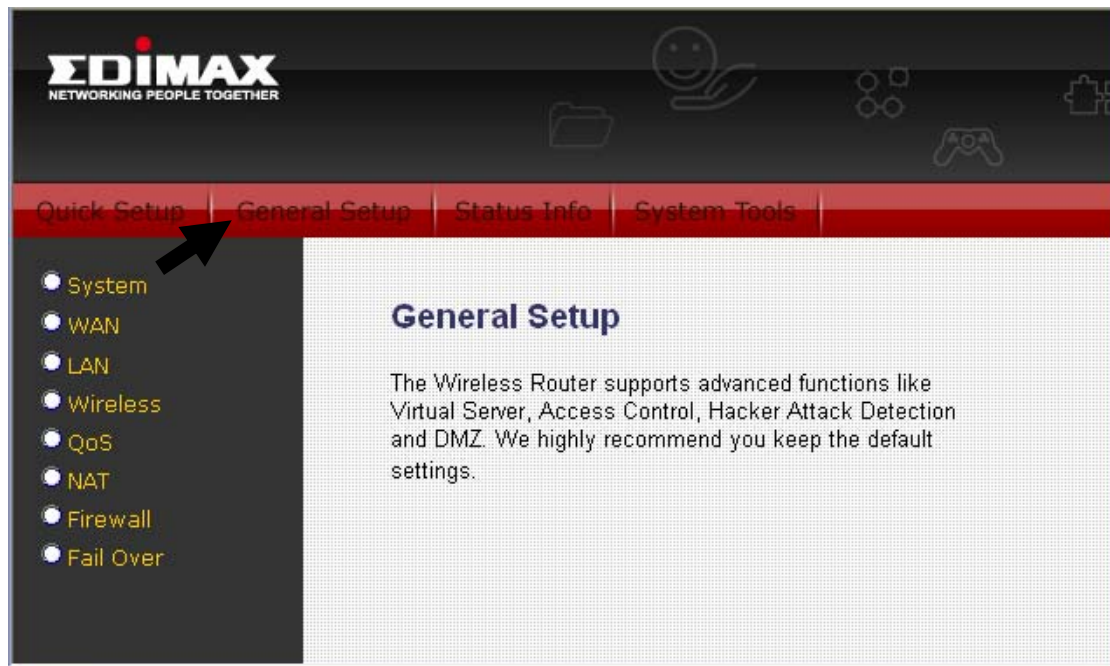 EDIMAX
NETWORKING PEOPLE TOGETHER
Quick Setup General Setup Status Info System Tools
System
WAN
LAN
Wireless
QoS
NAT
Firewall
Fail Over
General Setup
The Wireless Router supports advanced functions like
Virtual Server, Access Control, Hacker Attack Detection
and DMZ. We highly recommend you keep the default
settings.